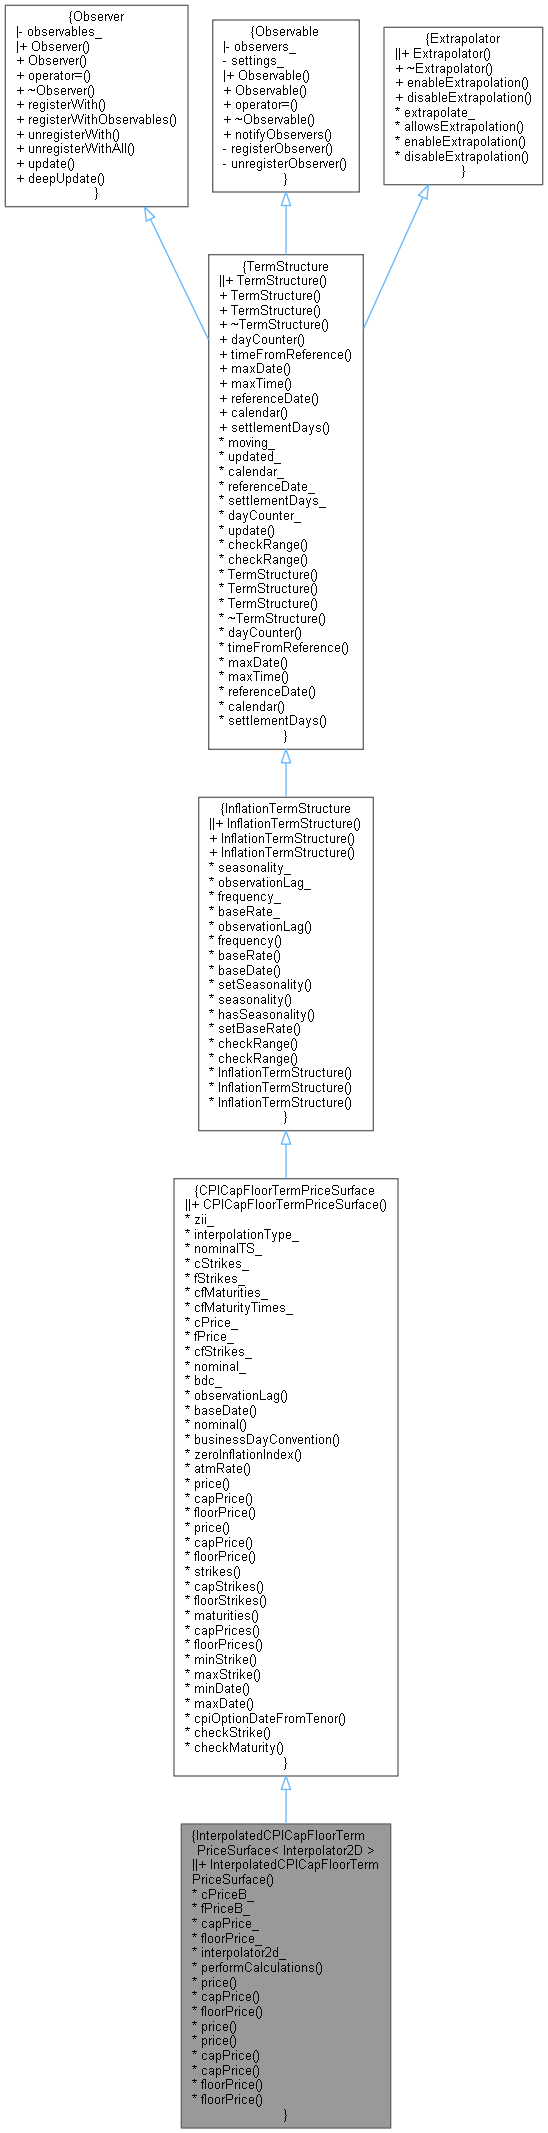 {Observer
|- observables_
|+ Observer()
+ Observer()
+ operator=()
+ ~Observer()
+ registerWith()
+ registerWithObservables()
+ unregisterWith()
+ unregisterWithAll()
+ update()
+ deepUpdate()
}
{Observable
|- observers_
- settings_
|+ Observable()
+ Observable()
+ operator=()
+ ~Observable()
+ notifyObservers()
- registerObserver()
- unregisterObserver()
}
{Extrapolator
||+ Extrapolator()
+ ~Extrapolator()
+ enableExtrapolation()
+ disableExtrapolation()
* extrapolate_
* allowsExtrapolation()
* enableExtrapolation()
* disableExtrapolation()
}
{TermStructure
||+ TermStructure()
+ TermStructure()
+ TermStructure()
+ ~TermStructure()
+ dayCounter()
+ timeFromReference()
+ maxDate()
+ maxTime()
+ referenceDate()
+ calendar()
+ settlementDays()
* moving_
* updated_
* calendar_
* referenceDate_
* settlementDays_
* dayCounter_
* update()
* checkRange()
* checkRange()
* TermStructure()
* TermStructure()
* TermStructure()
* ~TermStructure()
* dayCounter()
* timeFromReference()
* maxDate()
* maxTime()
* referenceDate()
* calendar()
* settlementDays()
}
{InflationTermStructure
||+ InflationTermStructure()
+ InflationTermStructure()
+ InflationTermStructure()
* seasonality_
* observationLag_
* frequency_
* baseRate_
* observationLag()
* frequency()
* baseRate()
* baseDate()
* setSeasonality()
* seasonality()
* hasSeasonality()
* setBaseRate()
* checkRange()
* checkRange()
* InflationTermStructure()
* InflationTermStructure()
* InflationTermStructure()
}
{CPICapFloorTermPriceSurface
||+ CPICapFloorTermPriceSurface()
* zii_
* interpolationType_
* nominalTS_
* cStrikes_
* fStrikes_
* cfMaturities_
* cfMaturityTimes_
* cPrice_
* fPrice_
* cfStrikes_
* nominal_
* bdc_
* observationLag()
* baseDate()
* nominal()
* businessDayConvention()
* zeroInflationIndex()
* atmRate()
* price()
* capPrice()
* floorPrice()
* price()
* capPrice()
* floorPrice()
* strikes()
* capStrikes()
* floorStrikes()
* maturities()
* capPrices()
* floorPrices()
* minStrike()
* maxStrike()
* minDate()
* maxDate()
* cpiOptionDateFromTenor()
* checkStrike()
* checkMaturity()
}
{InterpolatedCPICapFloorTerm
PriceSurface< Interpolator2D >
||+ InterpolatedCPICapFloorTerm
PriceSurface()
* cPriceB_
* fPriceB_
* capPrice_
* floorPrice_
* interpolator2d_
* performCalculations()
* price()
* capPrice()
* floorPrice()
* price()
* price()
* capPrice()
* capPrice()
* floorPrice()
* floorPrice()
}